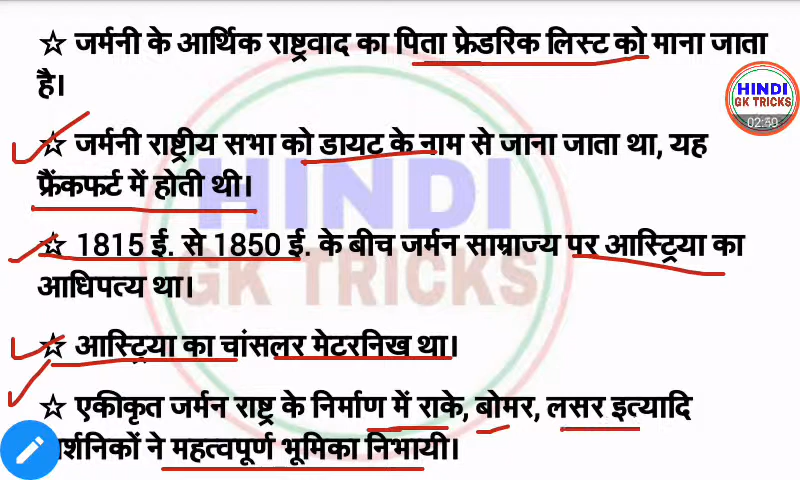 ☆ जर्मनी के आर्थिक राष्ट्रवाद का पिता फ्रेडरिक लिस्ट को माना जाता
है।
HINDI
GK TRICKS
02:30
☆ जर्मनी राष्ट्रीय सभा को डायट के नाम से जाना जाता था, यह
फ्रैंकफर्ट में होती थी।
HINDI
☆ 1815 ई. से 1850 ई. के बीच जर्मन साम्राज्य पर आस्ट्रिया का
GK TRICKS
आधिपत्य था।
☆ आस्ट्रिया का चांसलर मेटरनिख था।
☆ एकीकृत जर्मन राष्ट्र के निर्माण में राके, बोमर, लसर इत्यादि
र्शनिकों ने महत्वपूर्ण भूमिका निभायी।